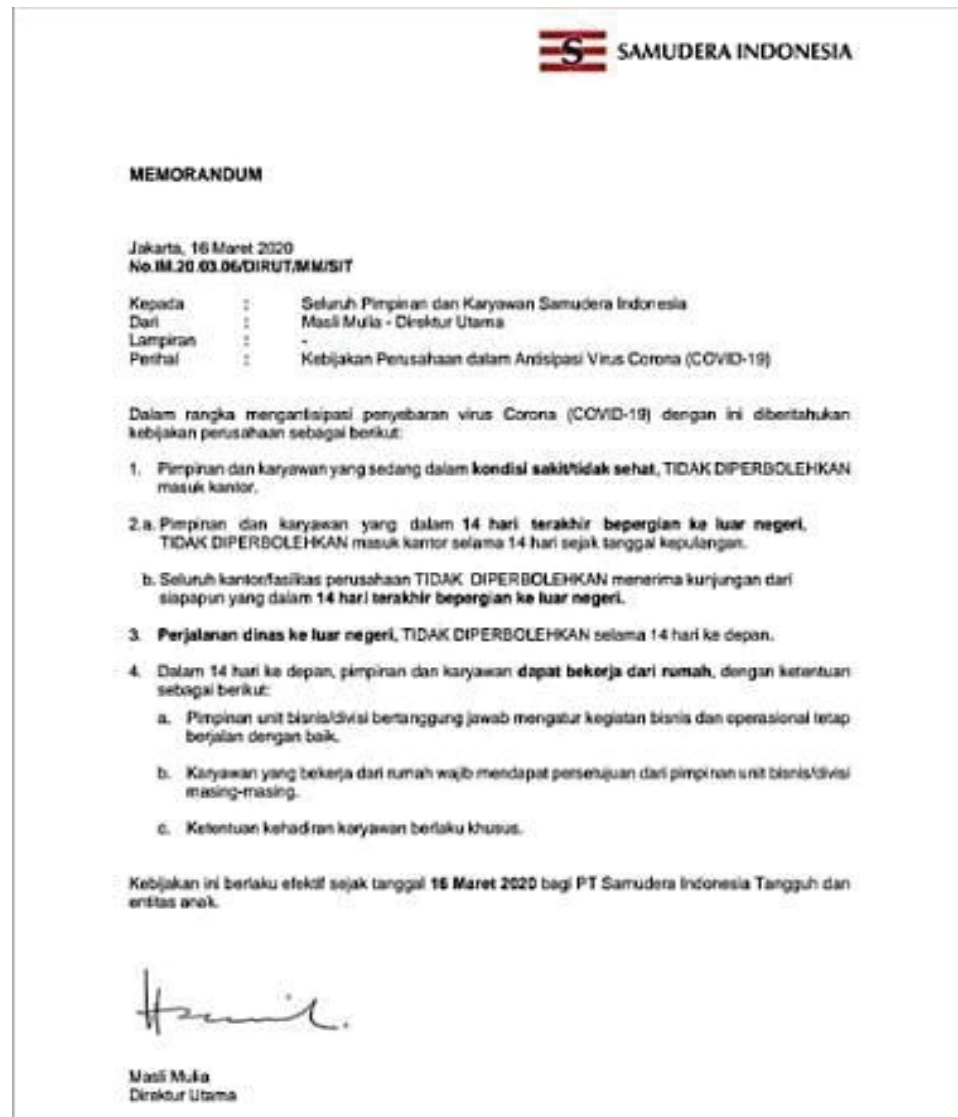 SAMUDERA INDONESIA
MEMORANDUM
Jakarta, 16 Maret 2020
No.IM.20.03.06/DIRUT/MM/SIT
Kepada : Seluruh Pimpinan dan Karyawan Samudera Indonesia
Dari : Masli Mulia - Direktur Utama
Lampiran : -
Perihal : Kebijakan Perusahaan dalam Antisipasi Virus Corona (COVID-19)
Dalam rangka mengantisipasi penyebaran virus Corona (COVID-19) dengan ini diberitahukan
kebijakan perusahaan sebagai berikut:
1. Pimpinan dan karyawan yang sedang dalam kondisi sakit/tidak sehat, TIDAK DIPERBOLEHKAN
masuk kantor.
2.a. Pimpinan dan karyawan yang dalam 14 hari terakhir bepergian ke luar negeri,
TIDAK DIPERBOLEHKAN masuk kantor selama 14 hari sejak tanggal kepulangan.
b. Seluruh kantor/fasilitas perusahaan TIDAK DIPERBOLEHKAN menerima kunjungan dari
siapapun yang dalam 14 hari terakhir bepergian ke luar negeri.
3. Perjalanan dinas ke luar negeri, TIDAK DIPERBOLEHKAN selama 14 hari ke depan.
4. Dalam 14 hari ke depan, pimpinan dan karyawan dapat bekerja dari rumah, dengan ketentuan
sebagai berikut:
a. Pimpinan unit bisnis/divisi bertanggung jawab mengatur kegiatan bisnis dan operasional tetap
berjalan dengan baik.
b. Karyawan yang bekerja dari rumah wajib mendapat persetujuan dari pimpinan unit bisnis/divisi
masing-masing.
c. Ketentuan kehadiran karyawan berlaku khusus.
Kebijakan ini berlaku efektif sejak tanggal 16 Maret 2020 bagi PT Samudera Indonesia Tangguh dan
entitas anak.
Masli Mulia
Direktur Utama